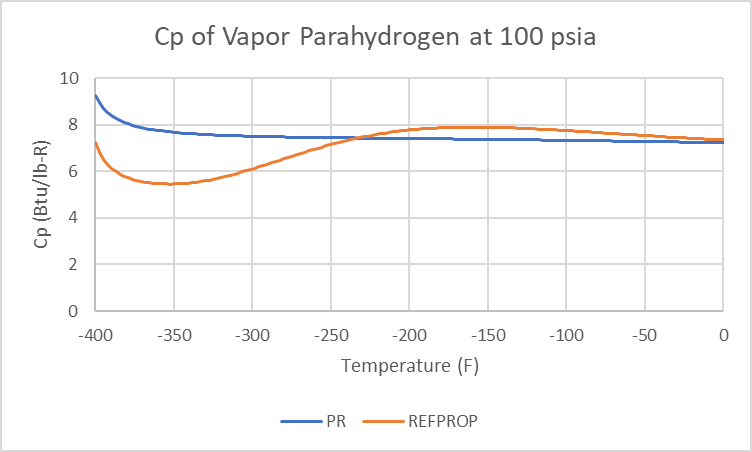 Cp of Vapor Parahydrogen at 100 psia
Cp (Btu/lb-R)
10
8
6
4
2
0
-400 -350 -300 -250 -200 -150 -100 -50 0
Temperature (F)
PR REFPROP